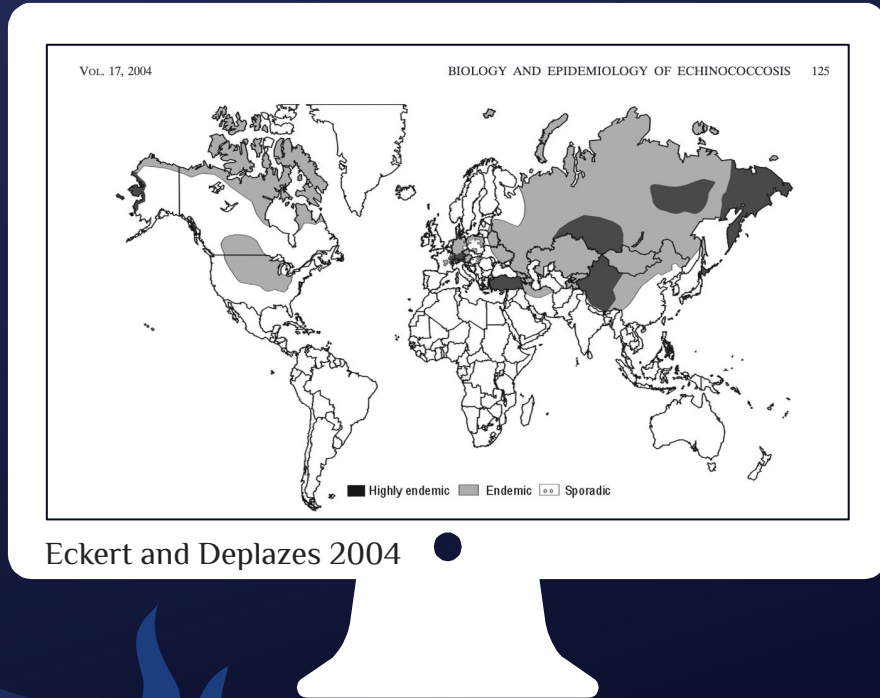 VOL. 17, 2004 BIOLOGY AND EPIDEMIOLOGY OF ECHINOCOCCOSIS 125
Highly endemic Endemic Sporadic
Eckert and Deplazes 2004